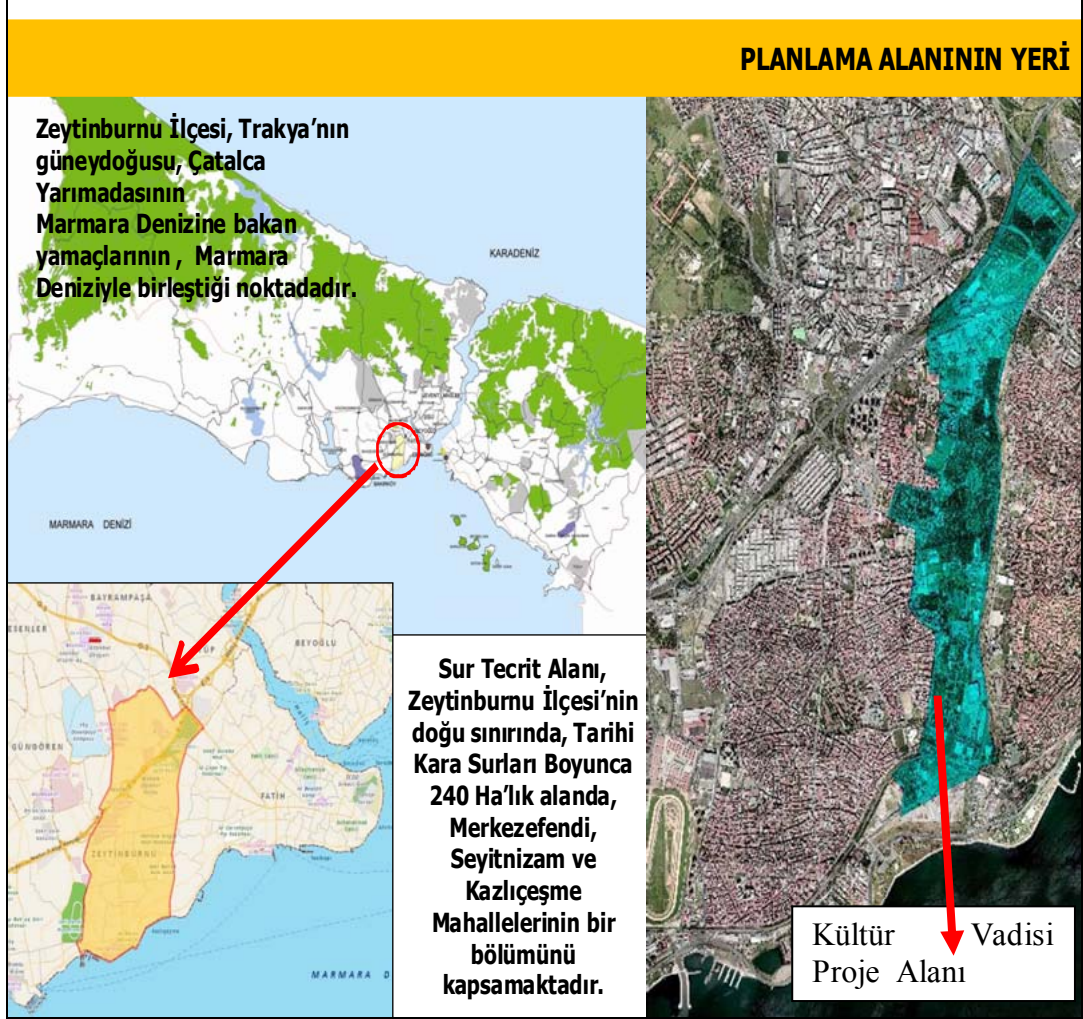 PLANLAMA ALANININ YERİ
Zeytinburnu İlçesi, Trakya’nın
güneydoğusu, Çatalca
Yarımadasının
Marmara Denizine bakan
yamaçlarının , Marmara
Deniziyle birleştiği noktadadır.
KARADENİZ
MARMARA DENİZİ
BAKIRKÖY
BAYRAMPAŞA
ESENLER
BEYOĞLU
GÜNGÖREN
FATİH
ZEYTİNBURNU
MARMARA D
Sur Tecrit Alanı,
Zeytinburnu İlçesi’nin
doğu sınırında, Tarihi
Kara Surları Boyunca
240 Ha’lık alanda,
Merkezefendi,
Seyitnizam ve
Kazlıçeşme
Mahallelerinin bir
bölümünü
kapsamaktadır.
Kültür Vadisi
Proje Alanı